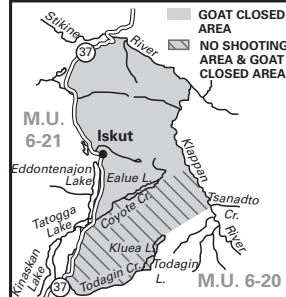 GOAT CLOSED
AREA
NO SHOOTING
AREA & GOAT
CLOSED AREA
Stikine
River
37
M.U.
6-21
Iskut
Klappan
River
Eddontenajon
Lake
Ealue L.
Coyote Cr.
Tsanadto
Cr.
Tatogga
Lake
Kluea L.
Kinaskan
Lake
Todagin Cr.
Todagin
L.
37
M.U. 6-20